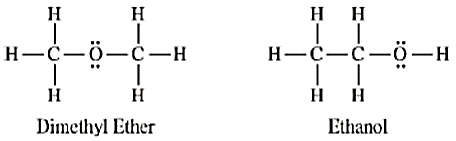 H H H H
H—C—Ö—C—H H—C—C—Ö—H
H H H H
Dimethyl Ether Ethanol